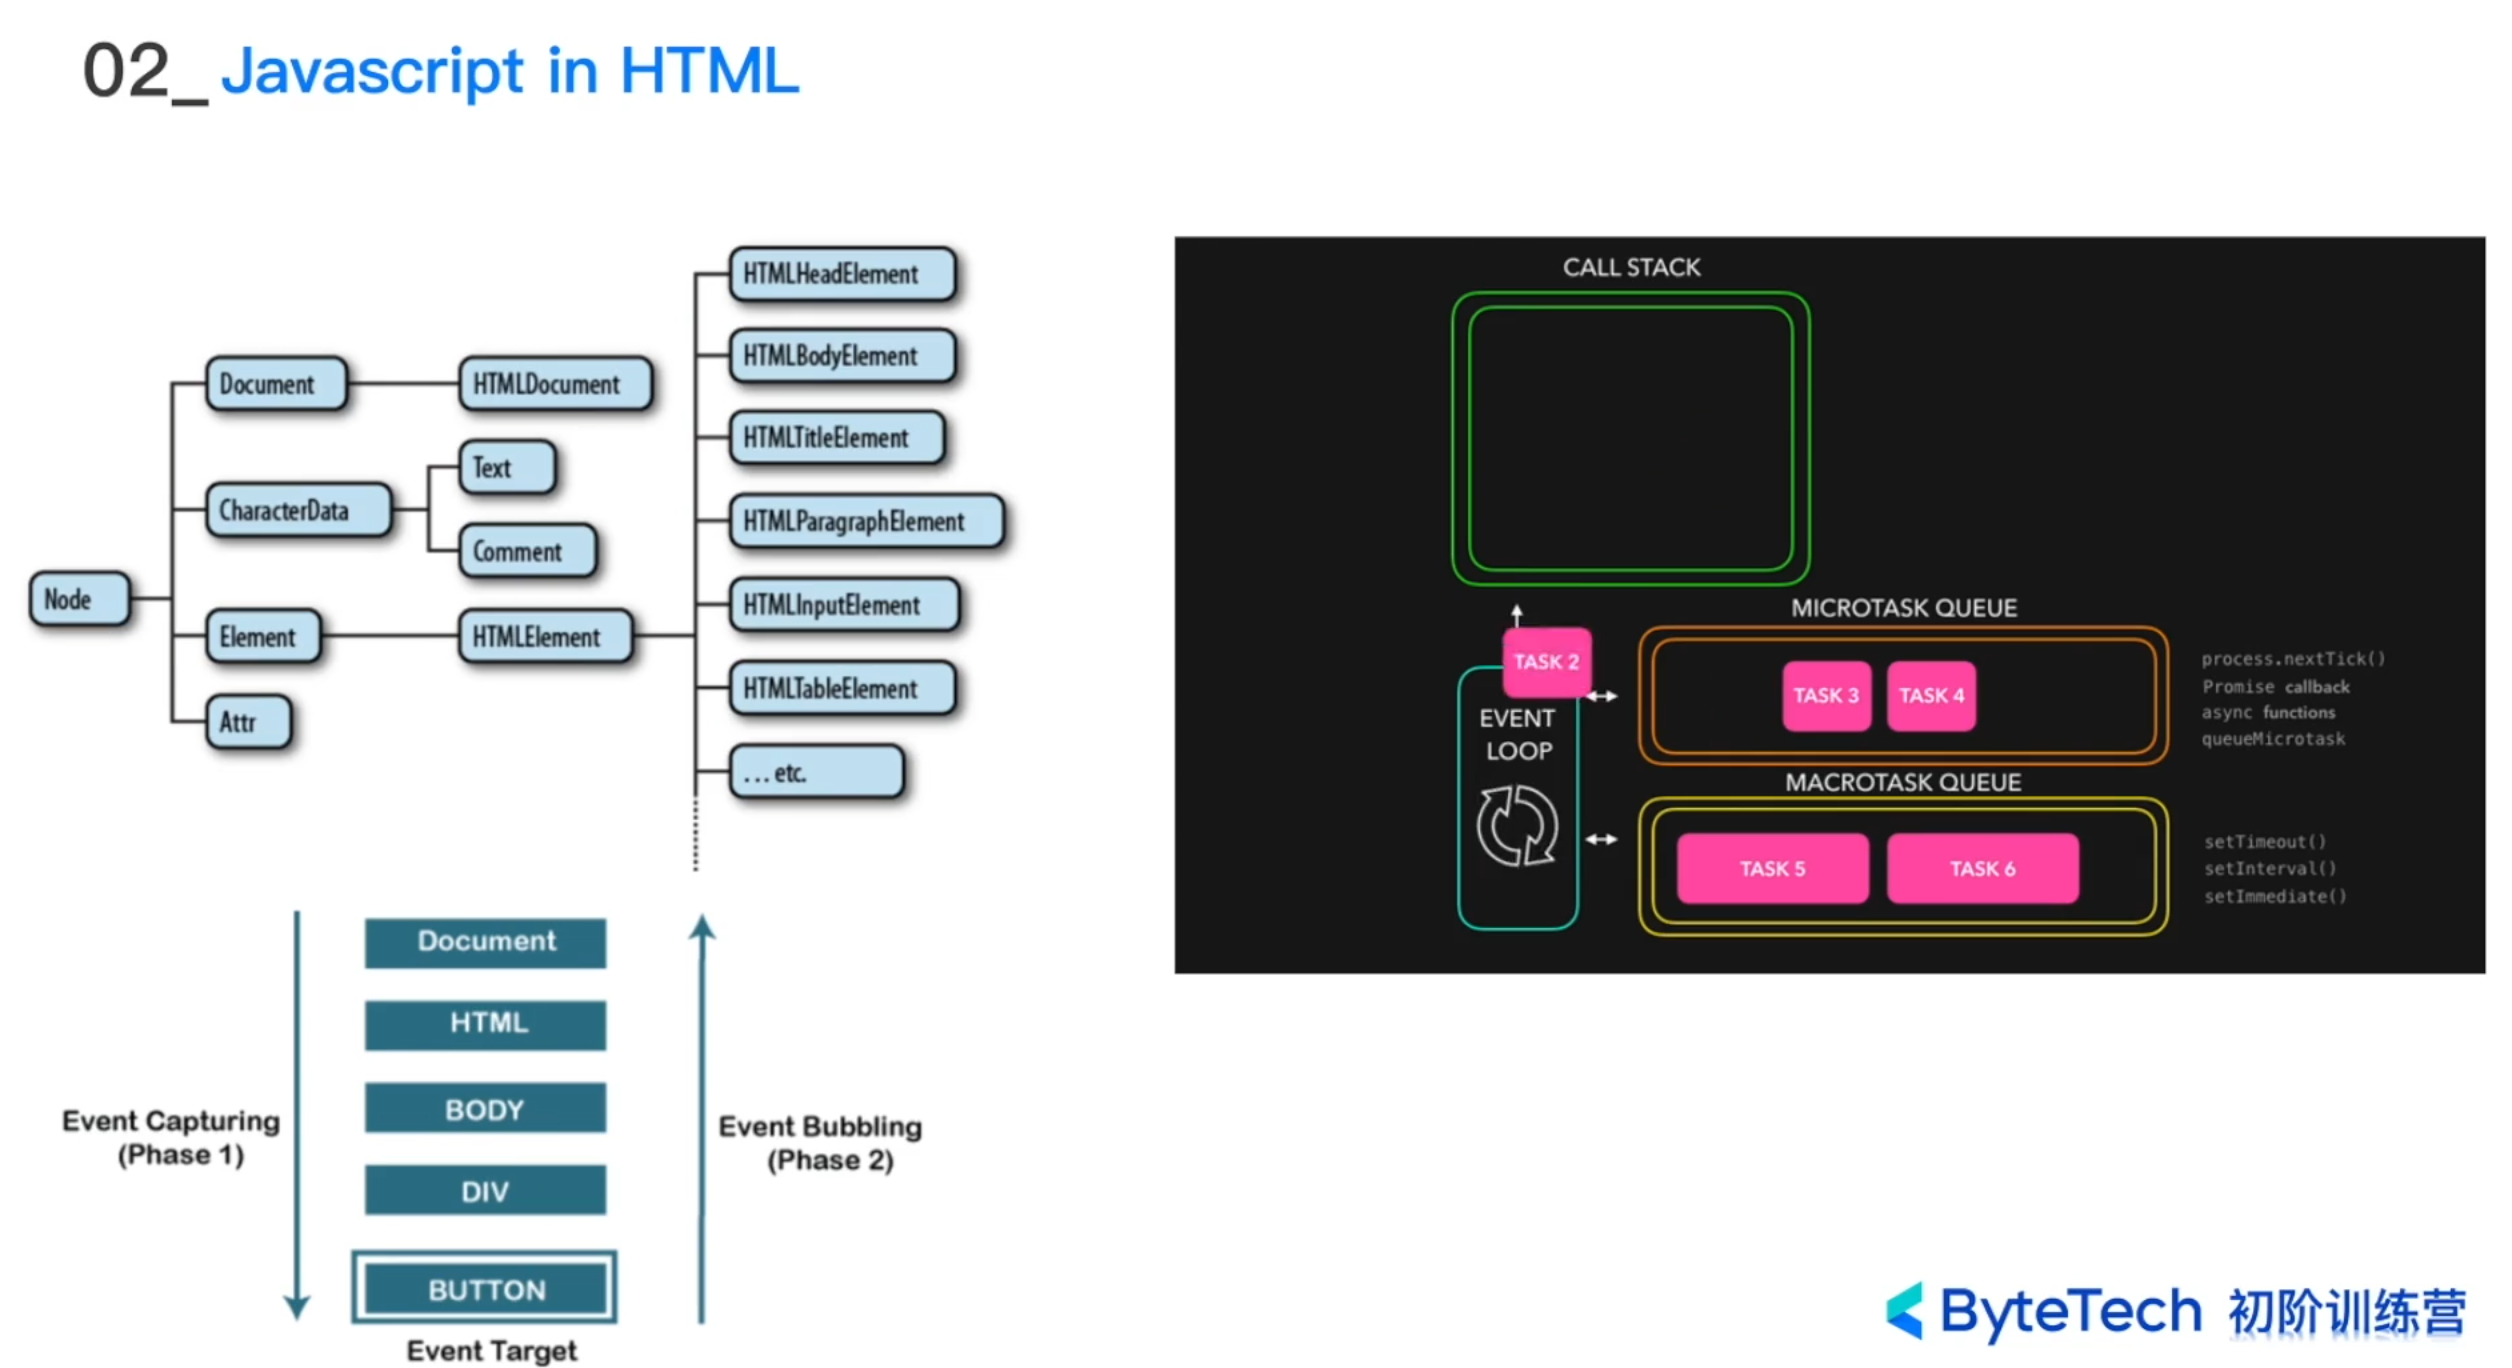 02_ Javascript in HTML
Node
Document
CharacterData
Element
Attr
HTMLDocument
Text
Comment
HTMLElement
HTMLHeadElement
HTMLBodyElement
HTMLTitleElement
HTMLParagraphElement
HTMLInputElement
HTMLTableElement
... etc.
Event Capturing
(Phase 1)
Document
HTML
BODY
DIV
BUTTON
Event Target
Event Bubbling
(Phase 2)
CALL STACK
TASK 2
EVENT
LOOP
MICROTASK QUEUE
TASK 3 TASK 4
process.nextTick()
Promise callback
async functions
queueMicrotask
MACROTASK QUEUE
TASK 5 TASK 6
setTimeout()
setInterval()
setImmediate()
ByteTech 初阶训练营